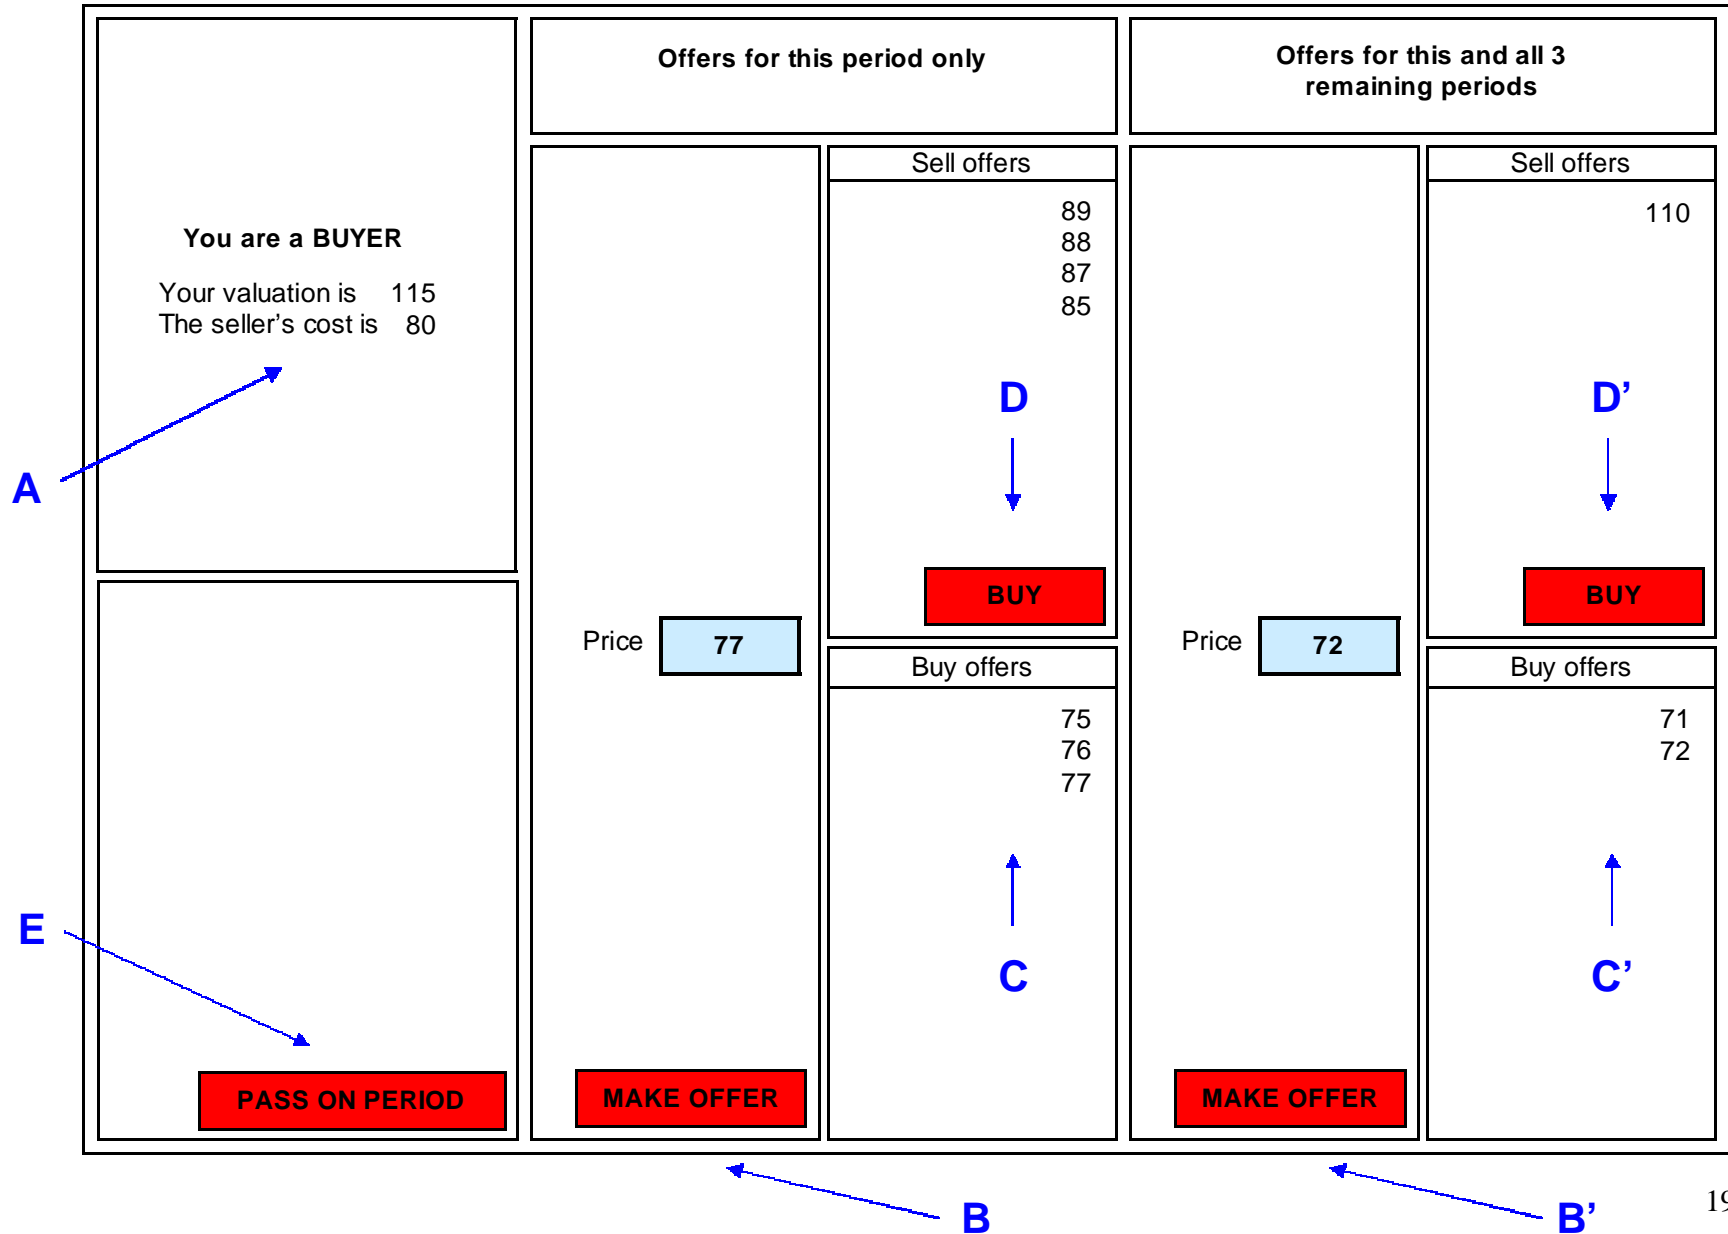 Offers for this period only
Offers for this and all 3
remaining periods
You are a BUYER
Your valuation is 115
The seller's cost is 80
A
E
PASS ON PERIOD
Price 77
MAKE OFFER
Sell offers
89
88
87
85
D
BUY
Buy offers
75
76
77
C
Price 72
MAKE OFFER
Sell offers
110
D’
BUY
Buy offers
71
72
C’
B
B’
19